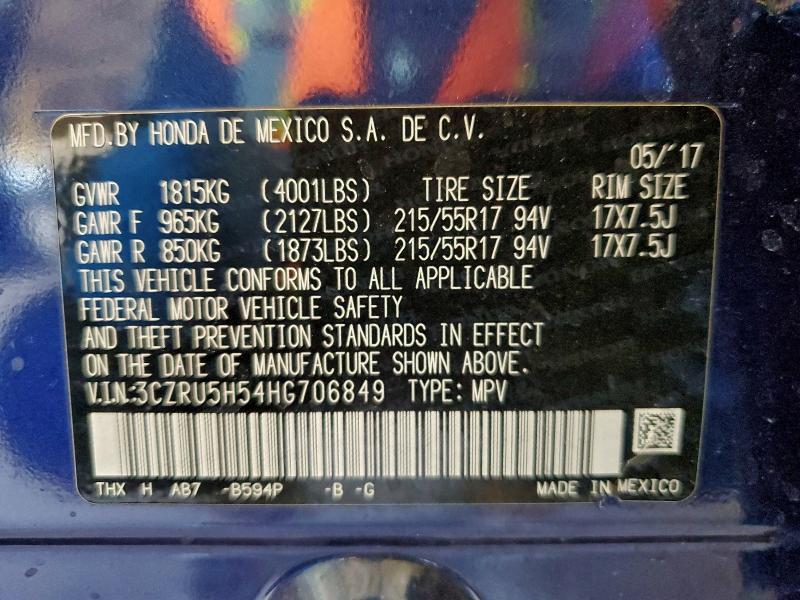 MFD.BY HONDA DE MEXICO S.A. DE C.V.
05/'17
GVWR 1815KG (4001LBS) TIRE SIZE RIM SIZE
GAWR F 965KG (2127LBS) 215/55R17 94V 17X7.5J
GAWR R 850KG (1873LBS) 215/55R17 94V 17X7.5J
THIS VEHICLE CONFORMS TO ALL APPLICABLE
FEDERAL MOTOR VEHICLE SAFETY
AND THEFT PREVENTION STANDARDS IN EFFECT
ON THE DATE OF MANUFACTURE SHOWN ABOVE.
V.I.N:3CZRU5H54HG706849 TYPE: MPV
THX H AB7 -B594P -B -G MADE IN MEXICO